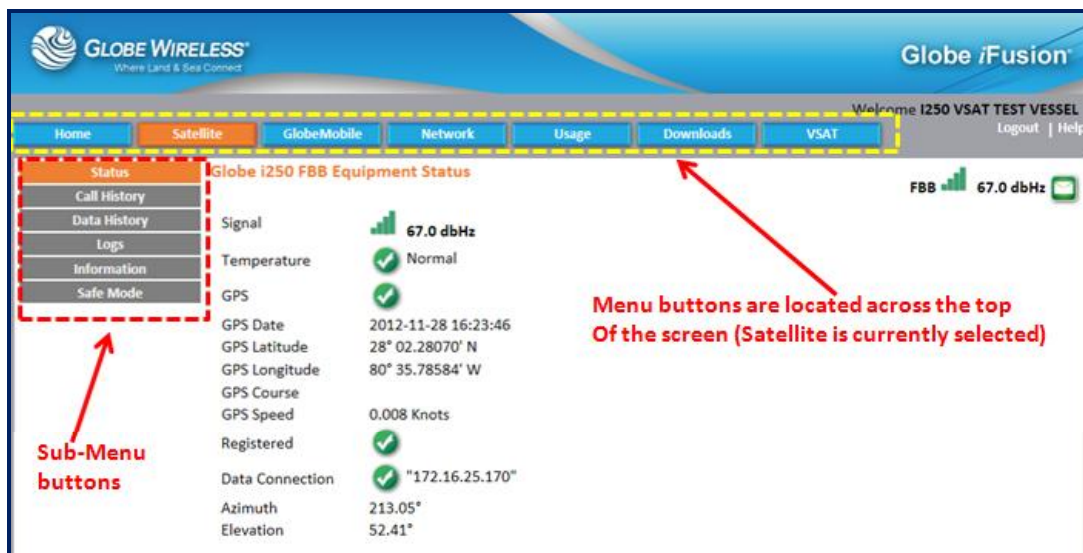 GLOBE WIRELESS
Where Land & Sea Connect
Globe iFusion
Welcome I250 VSAT TEST VESSEL
Logout | Help
Home Satellite GlobeMobile Network Usage Downloads VSAT
Status
Call History
Data History
Logs
Information
Safe Mode
Globe i250 FBB Equipment Status
FBB 67.0 dbHz
Signal 67.0 dbHz
Temperature Normal
GPS
GPS Date 2012-11-28 16:23:46
GPS Latitude 28° 02.28070' N
GPS Longitude 80° 35.78584' W
GPS Course
GPS Speed 0.008 Knots
Registered
Data Connection "172.16.25.170"
Azimuth 213.05°
Elevation 52.41°
Menu buttons are located across the top
Of the screen (Satellite is currently selected)
Sub-Menu
buttons